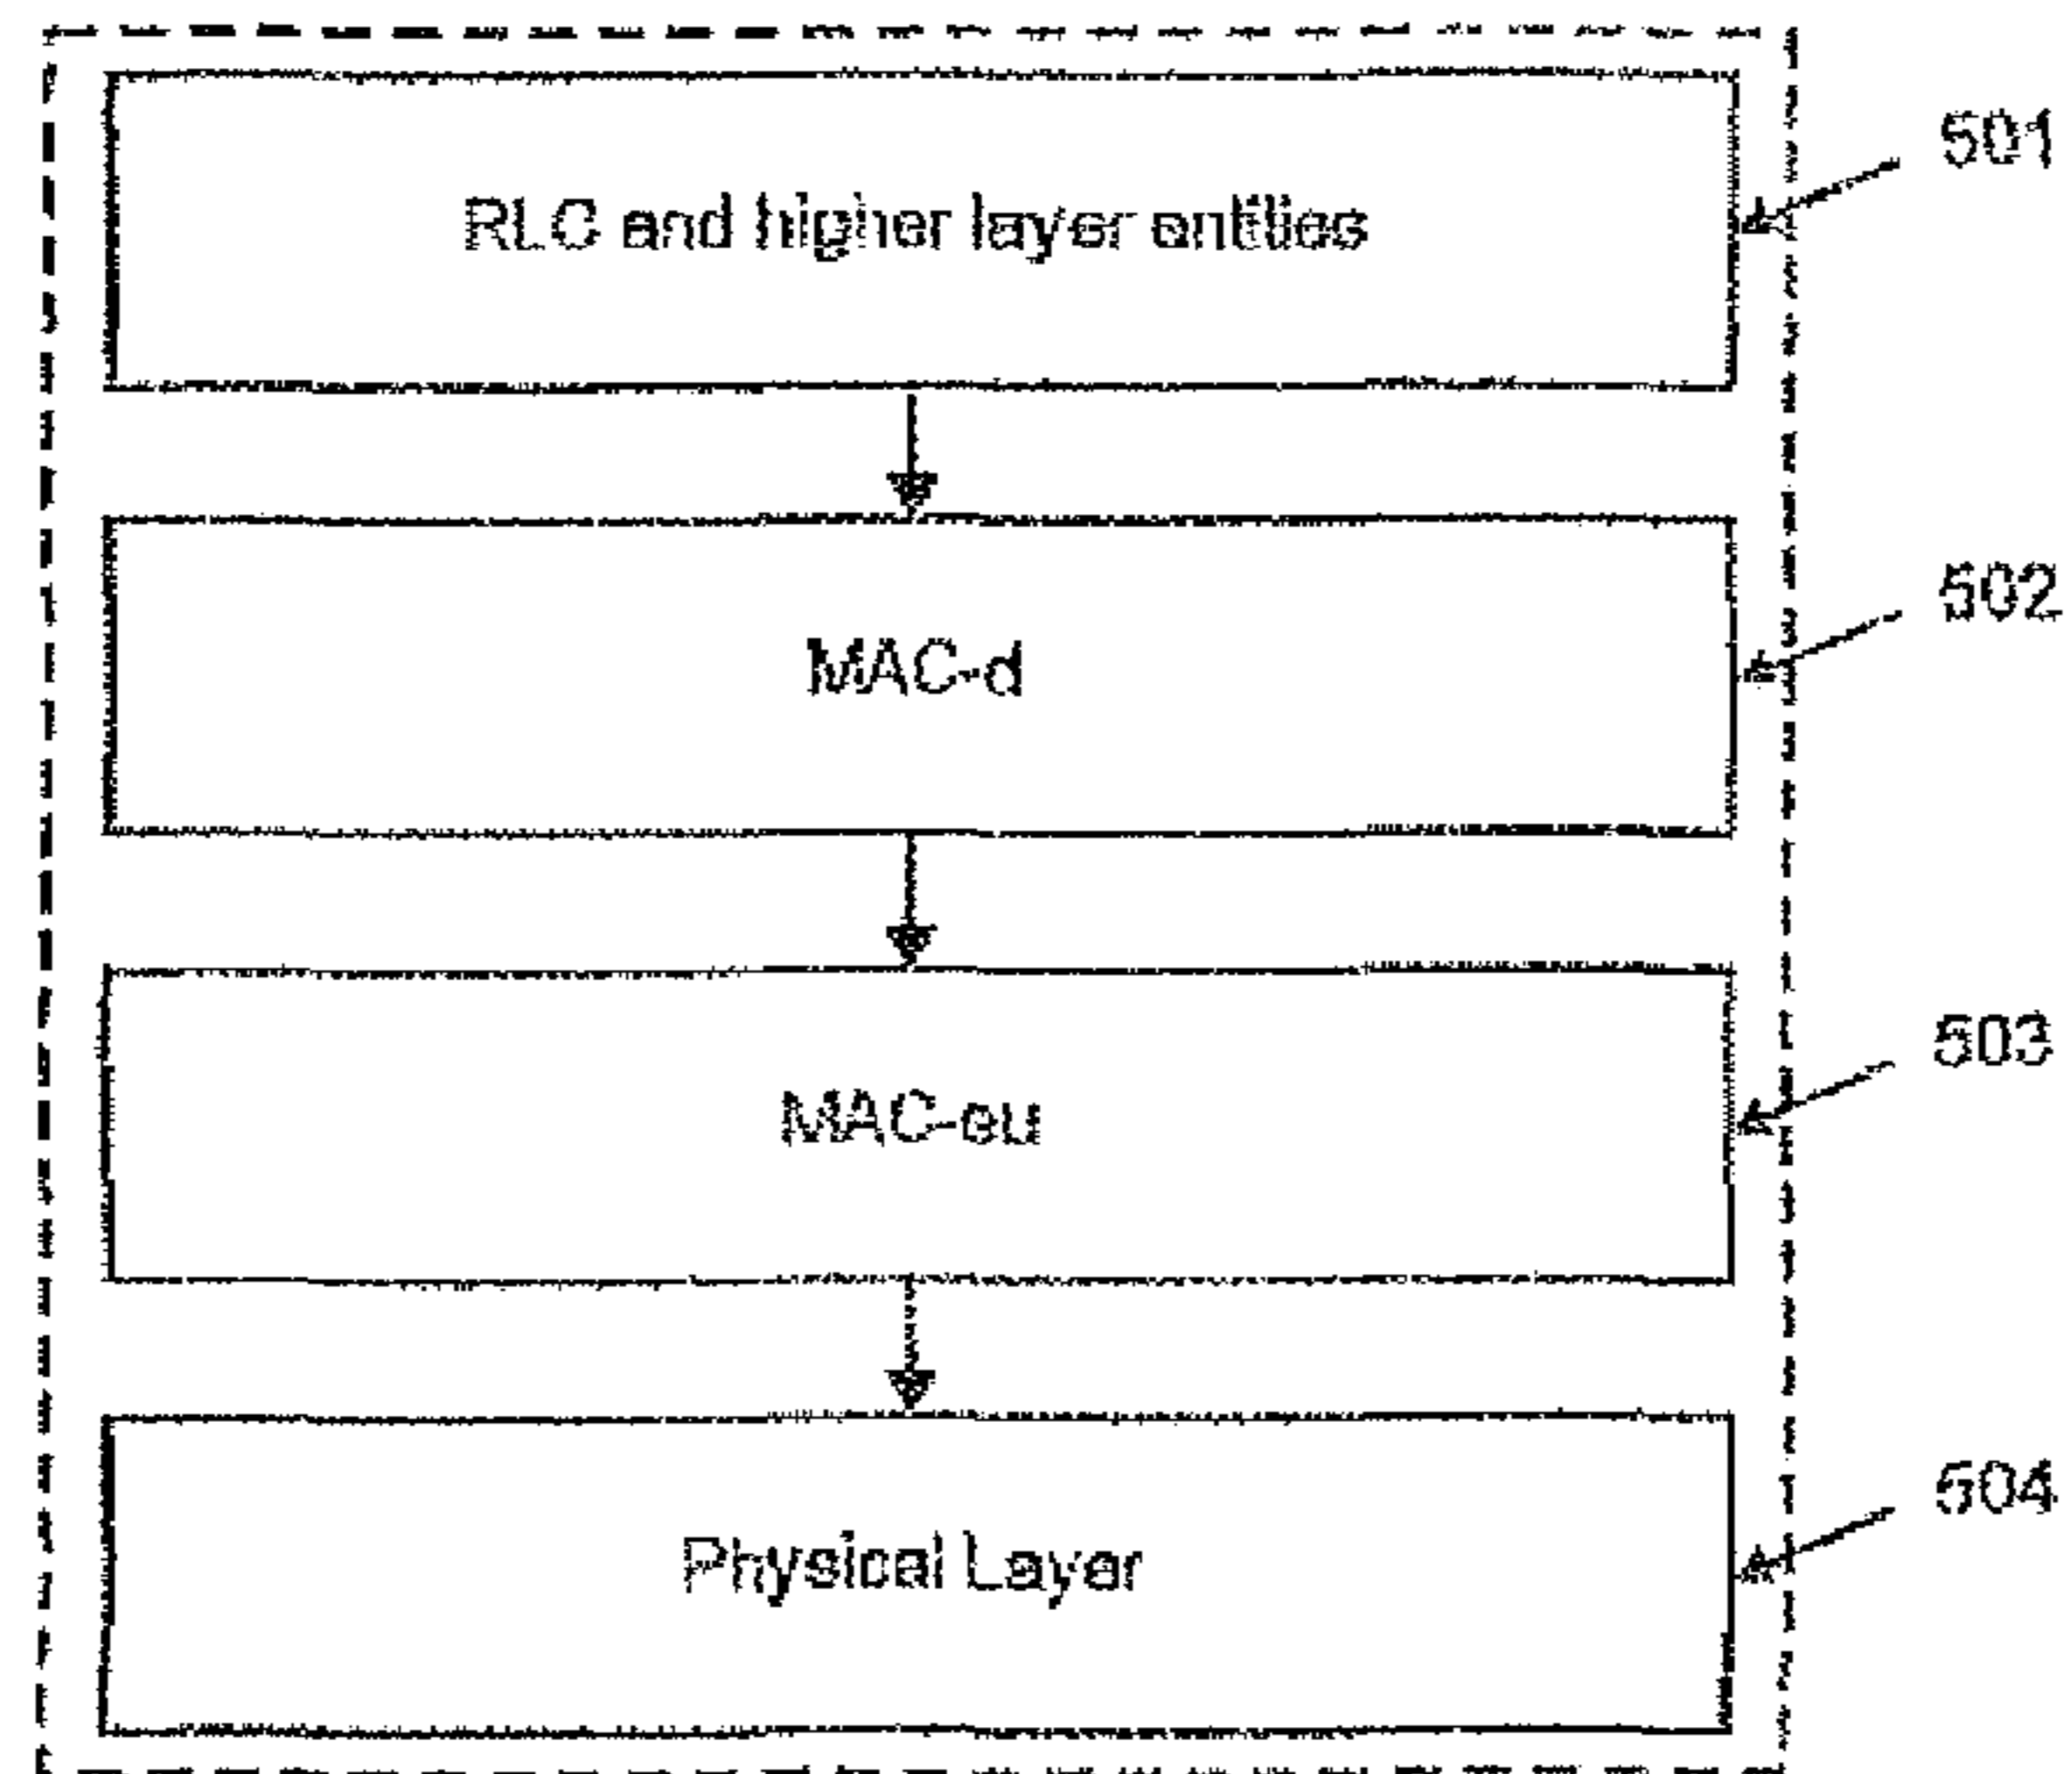 501
RLC and higher layer entities
502
MAC-d
503
MAC-eu
504
Physical Layer